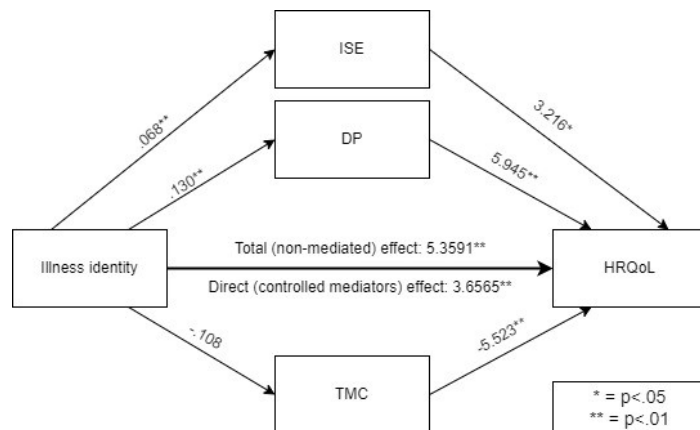 ISE
.068**
3.216*
DP
.130**
5.945**
Illness identity
Total (non-mediated) effect: 5.3591**
Direct (controlled mediators) effect: 3.6565**
HRQoL
-.108
-5.523**
TMC
* = p<.05
** = p<.01